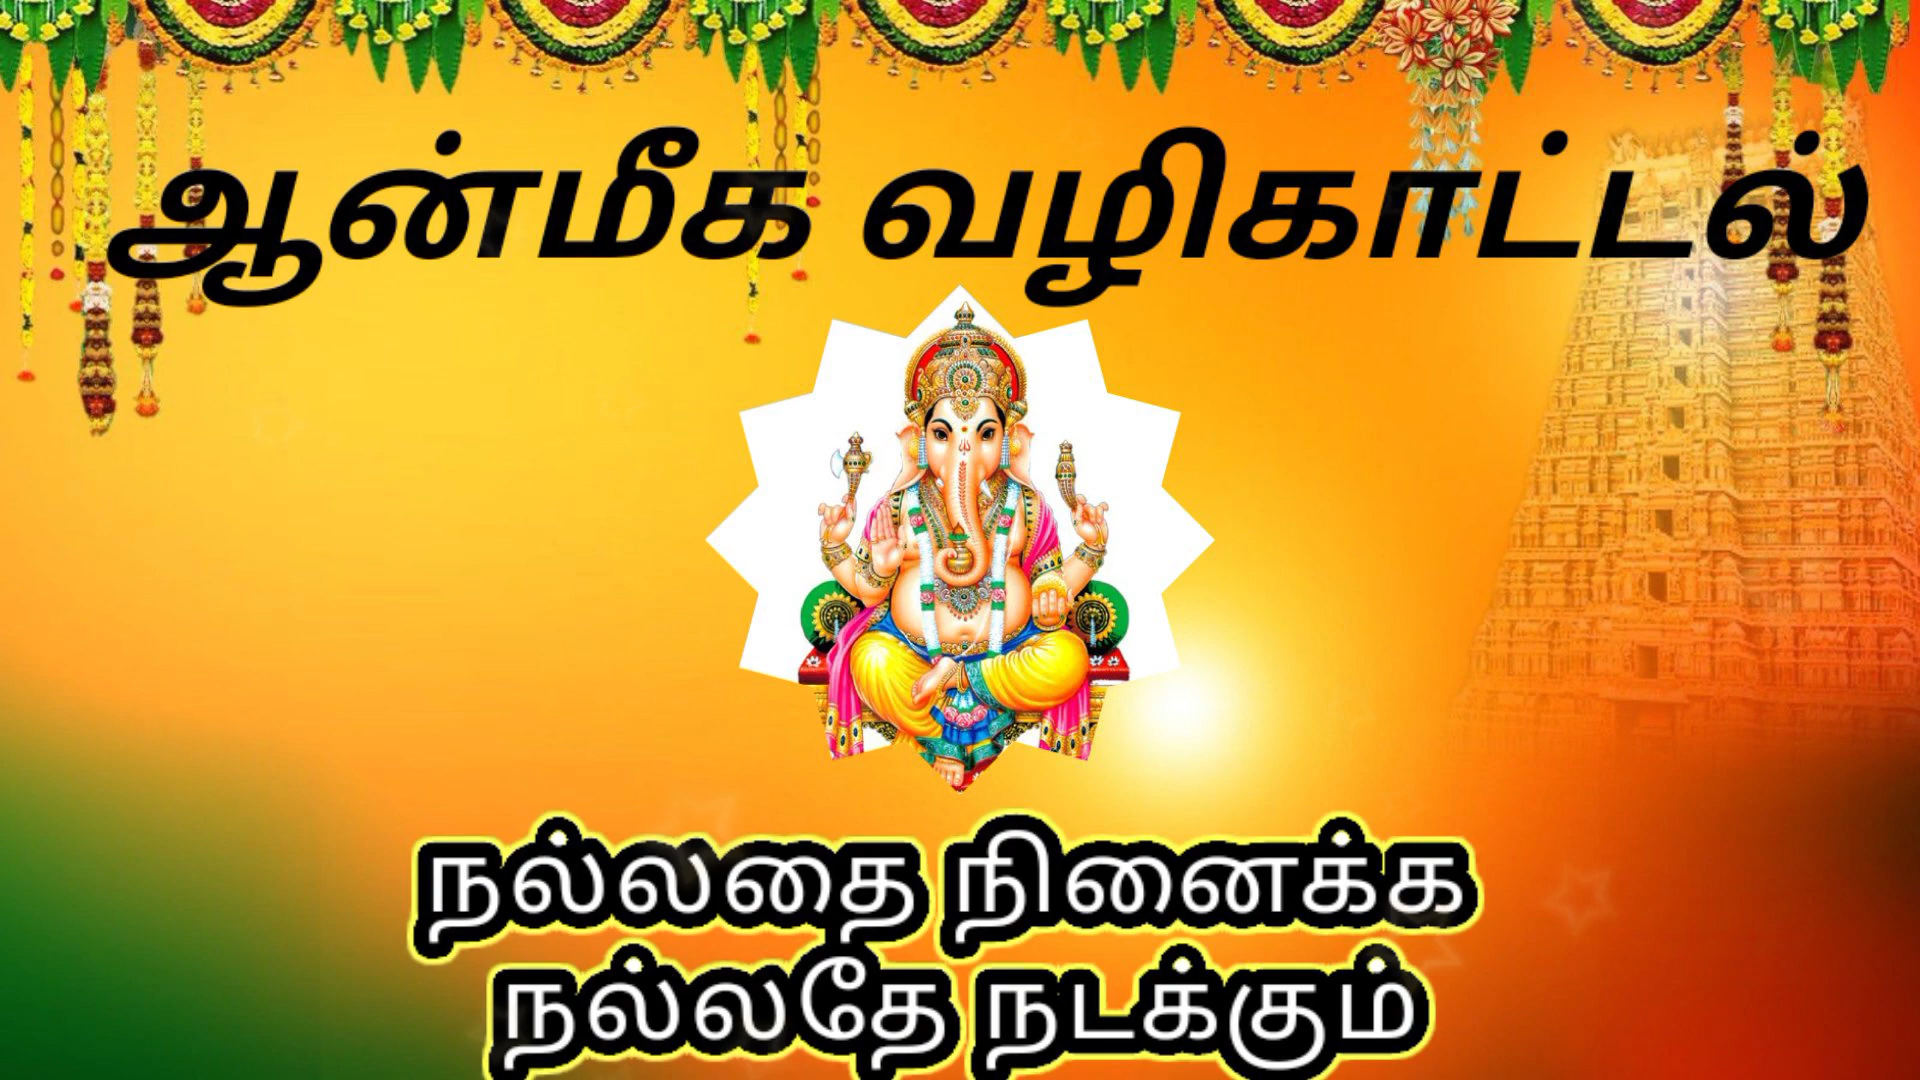 ஆன்மீக வழிகாட்டல்
நல்லதை நினைக்க
நல்லதே நடக்கும்